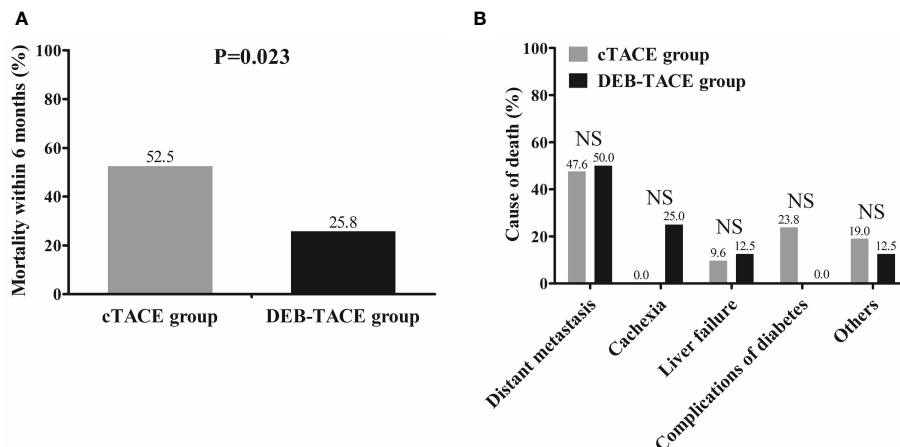 A
P=0.023
Mortality within 6 months (%)
100
80
60
40
20
0
52.5
25.8
cTACE group
DEB-TACE group
B
cTACE group
DEB-TACE group
Cause of death (%)
100
80
60
40
20
0
NS
47.6
50.0
NS
0.0
25.0
NS
9.6
12.5
NS
23.8
0.0
NS
19.0
12.5
Distant metastasis
Cachexia
Liver failure
Complications of diabetes
Others